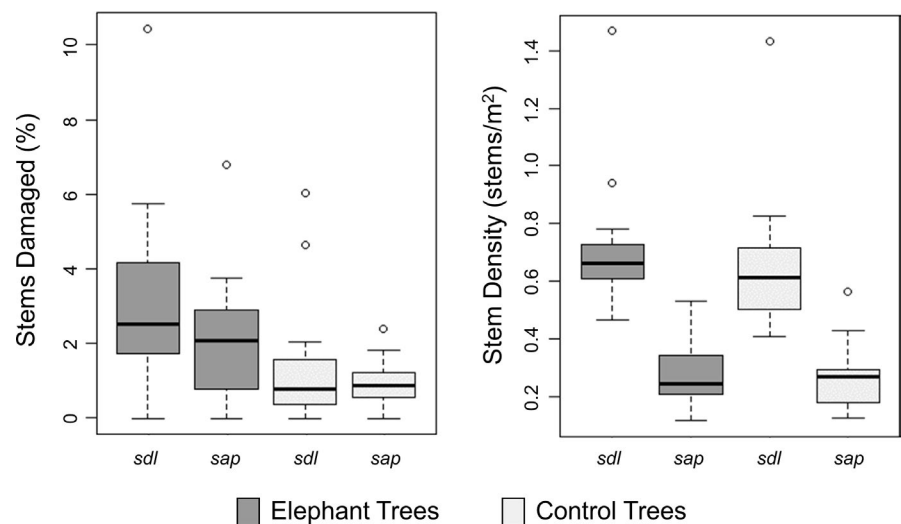 Stems Damaged (%)
10
8
6
4
2
0
sdl sap sdl sap
Stem Density (stems/m²)
1.4
1.2
1.0
0.8
0.6
0.4
0.2
sdl sap sdl sap
Elephant Trees Control Trees